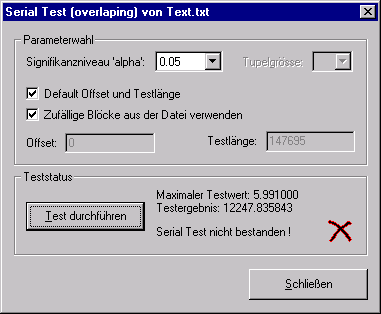 Serial Test (overlaping) von Text.txt
Parameterwahl
Signifikanzniveau 'alpha': 0.05 Tupelgrösse:
Default Offset und Testlänge
Zufällige Blöcke aus der Datei verwenden
Offset: 0 Testlänge: 147695
Teststatus
Test durchführen
Maximaler Testwert: 5.991000
Testergebnis: 12247.835843
Serial Test nicht bestanden !
Schließen